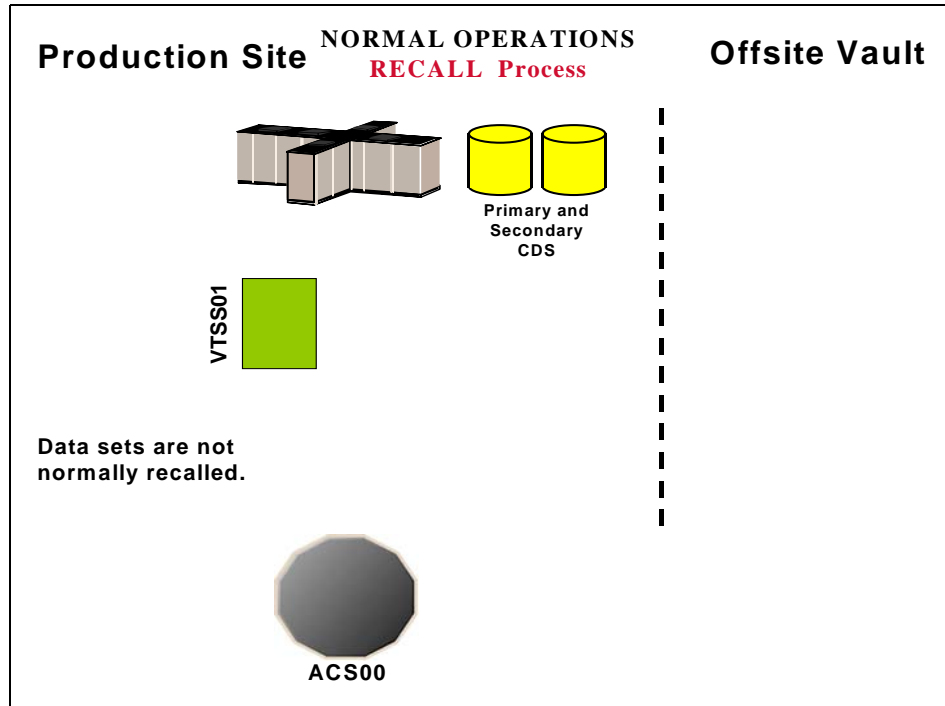 Production Site
NORMAL OPERATIONS
RECALL Process
Offsite Vault
Primary and
Secondary
CDS
VTSS01
Data sets are not
normally recalled.
ACS00